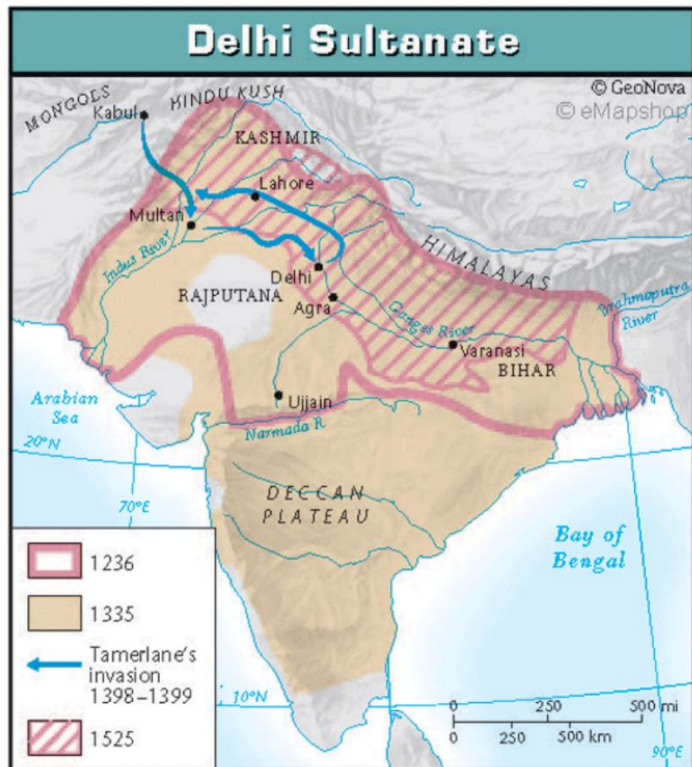 Delhi Sultanate
© GeoNova
© eMapshop
MONGOLS
HINDU KUSH
Kabul
KASHMIR
Lahore
Multan
Indus River
HIMALAYAS
Delhi
RAJPUTANA
Agra
Ganges River
Brahmaputra
River
Varanasi
BIHAR
Arabian
Sea
Ujjain
Narmada R.
20°N
70°E
DECCAN
PLATEAU
Bay of
Bengal
1236
1335
Tamerlane's
invasion
1398–1399
1525
10°N
0 250 500 mi
0 250 500 km
90°E